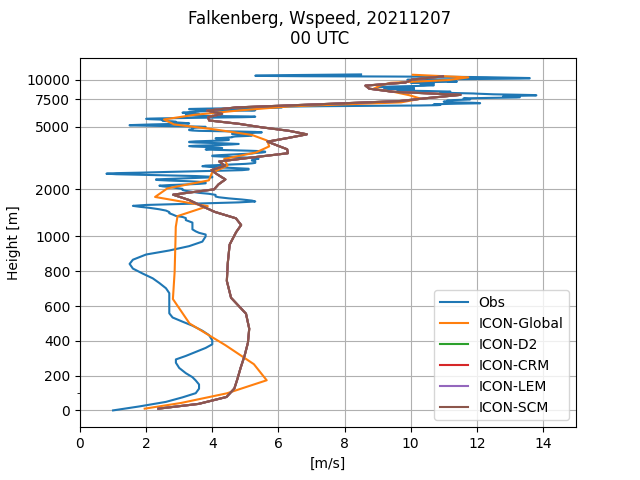 Falkenberg, Wspeed, 20211207
00 UTC
10000
7500
5000
2000
1000
800
600
400
200
0
Height [m]
0 2 4 6 8 10 12 14
[m/s]
Obs
ICON-Global
ICON-D2
ICON-CRM
ICON-LEM
ICON-SCM